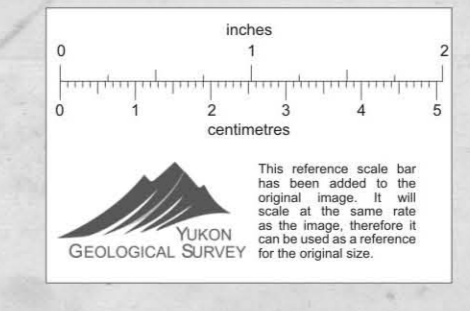 inches
0 1 2
0 1 2 3 4 5
centimetres
YUKON
GEOLOGICAL SURVEY
This reference scale bar
has been added to the
original image. It will
scale at the same rate
as the image, therefore it
can be used as a reference
for the original size.